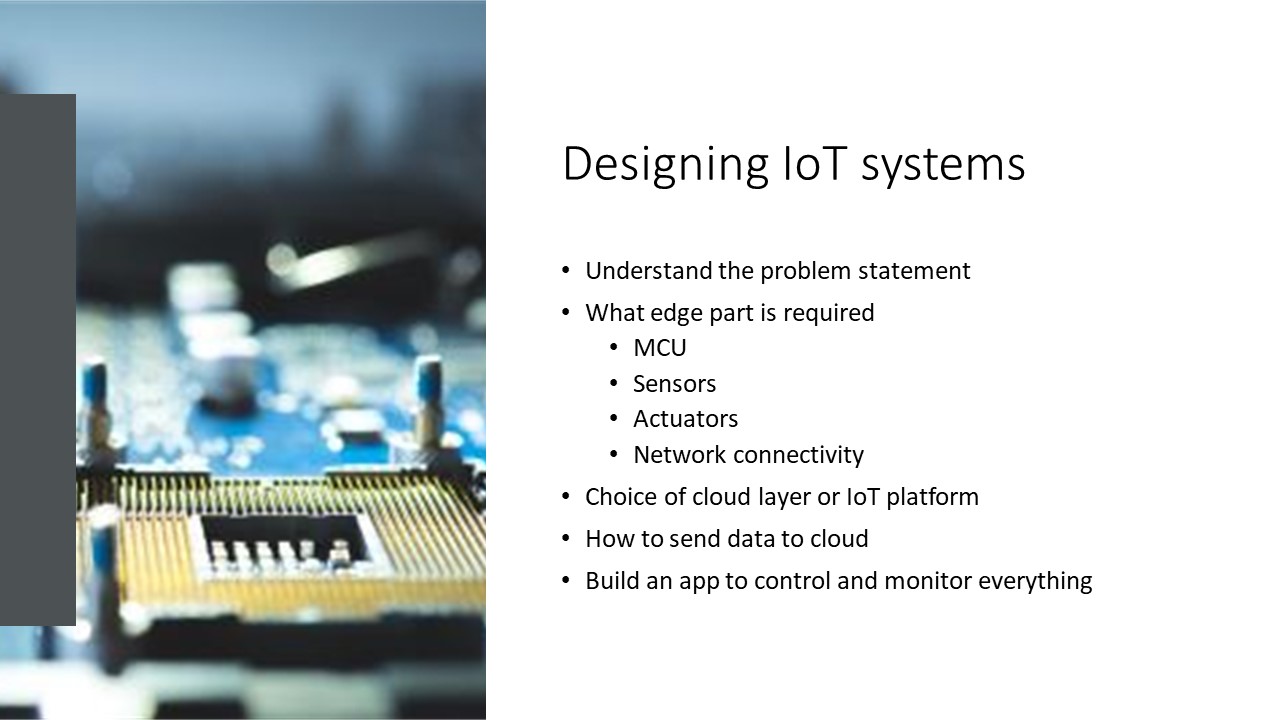 Designing IoT systems
• Understand the problem statement
• What edge part is required
• MCU
• Sensors
• Actuators
• Network connectivity
• Choice of cloud layer or IoT platform
• How to send data to cloud
• Build an app to control and monitor everything